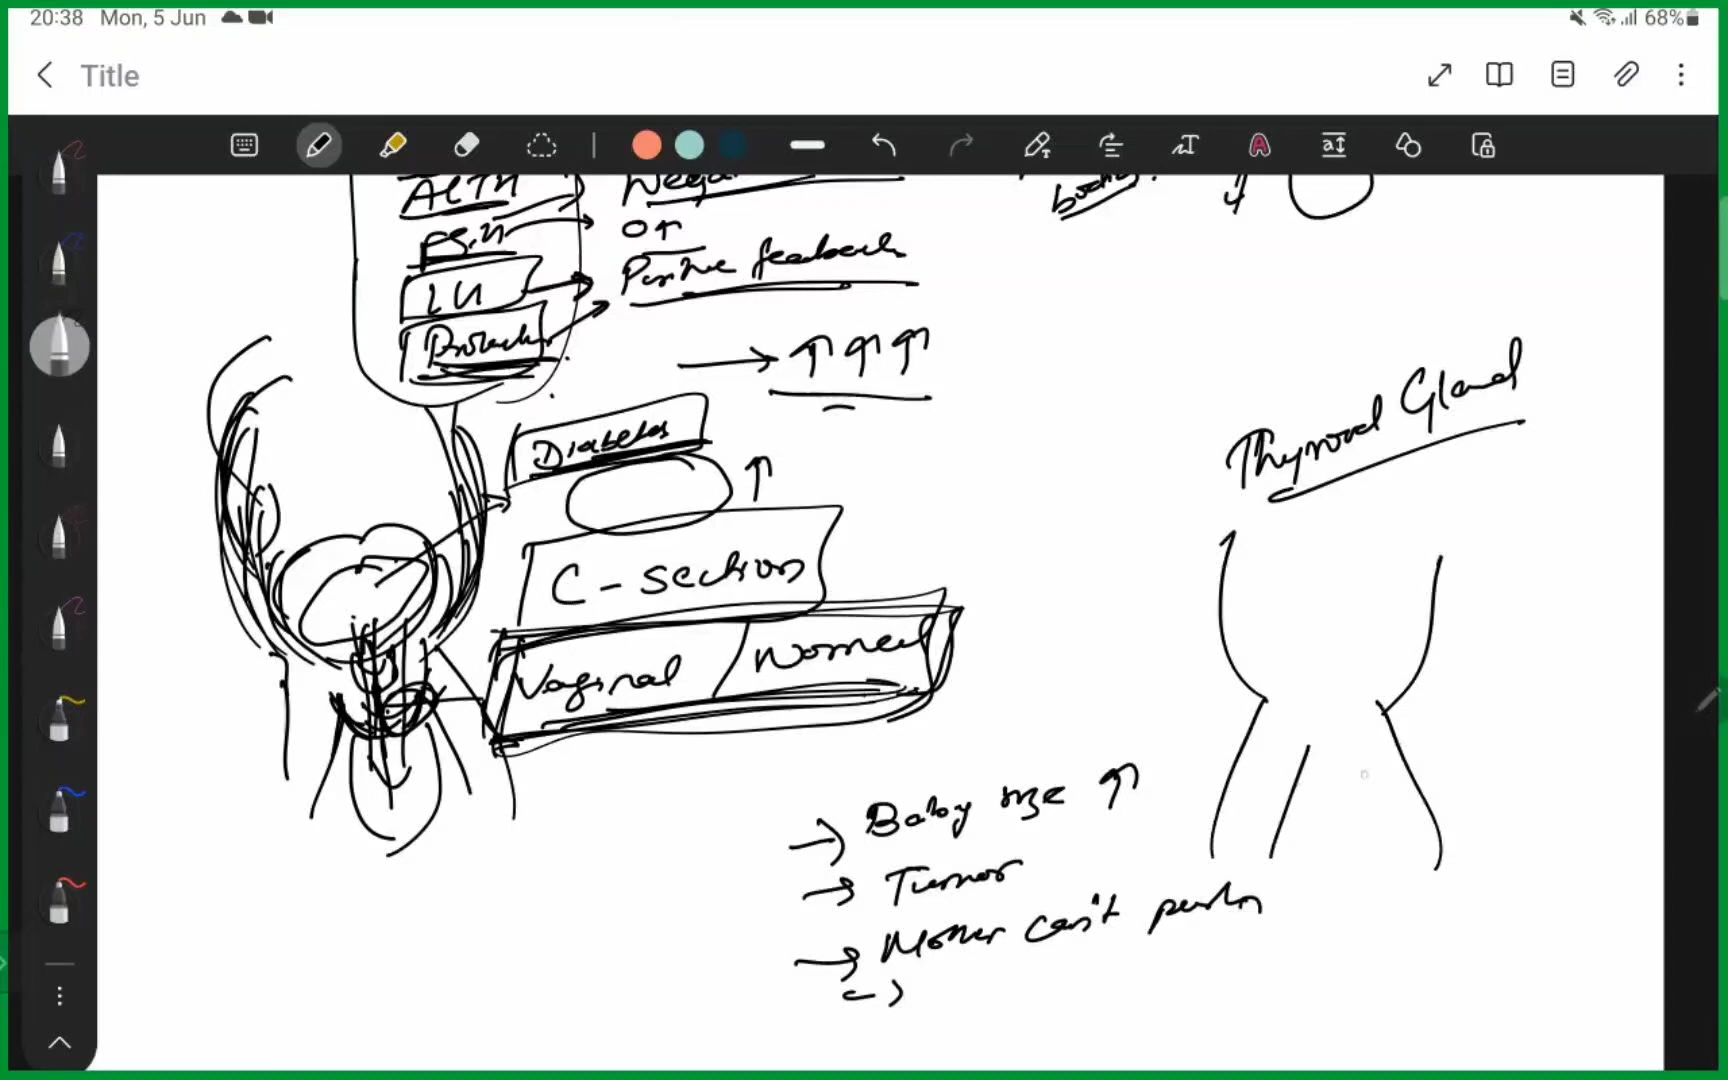 20:38 Mon, 5 Jun
68%
Title
ACTH
FSH
or
LH
Positive feedback
Prolactin
Diabetes
Thyroid Gland
C - Section
Vaginal
Normal
→ Baby size ↑
→ Tumor
→ Mother can't push